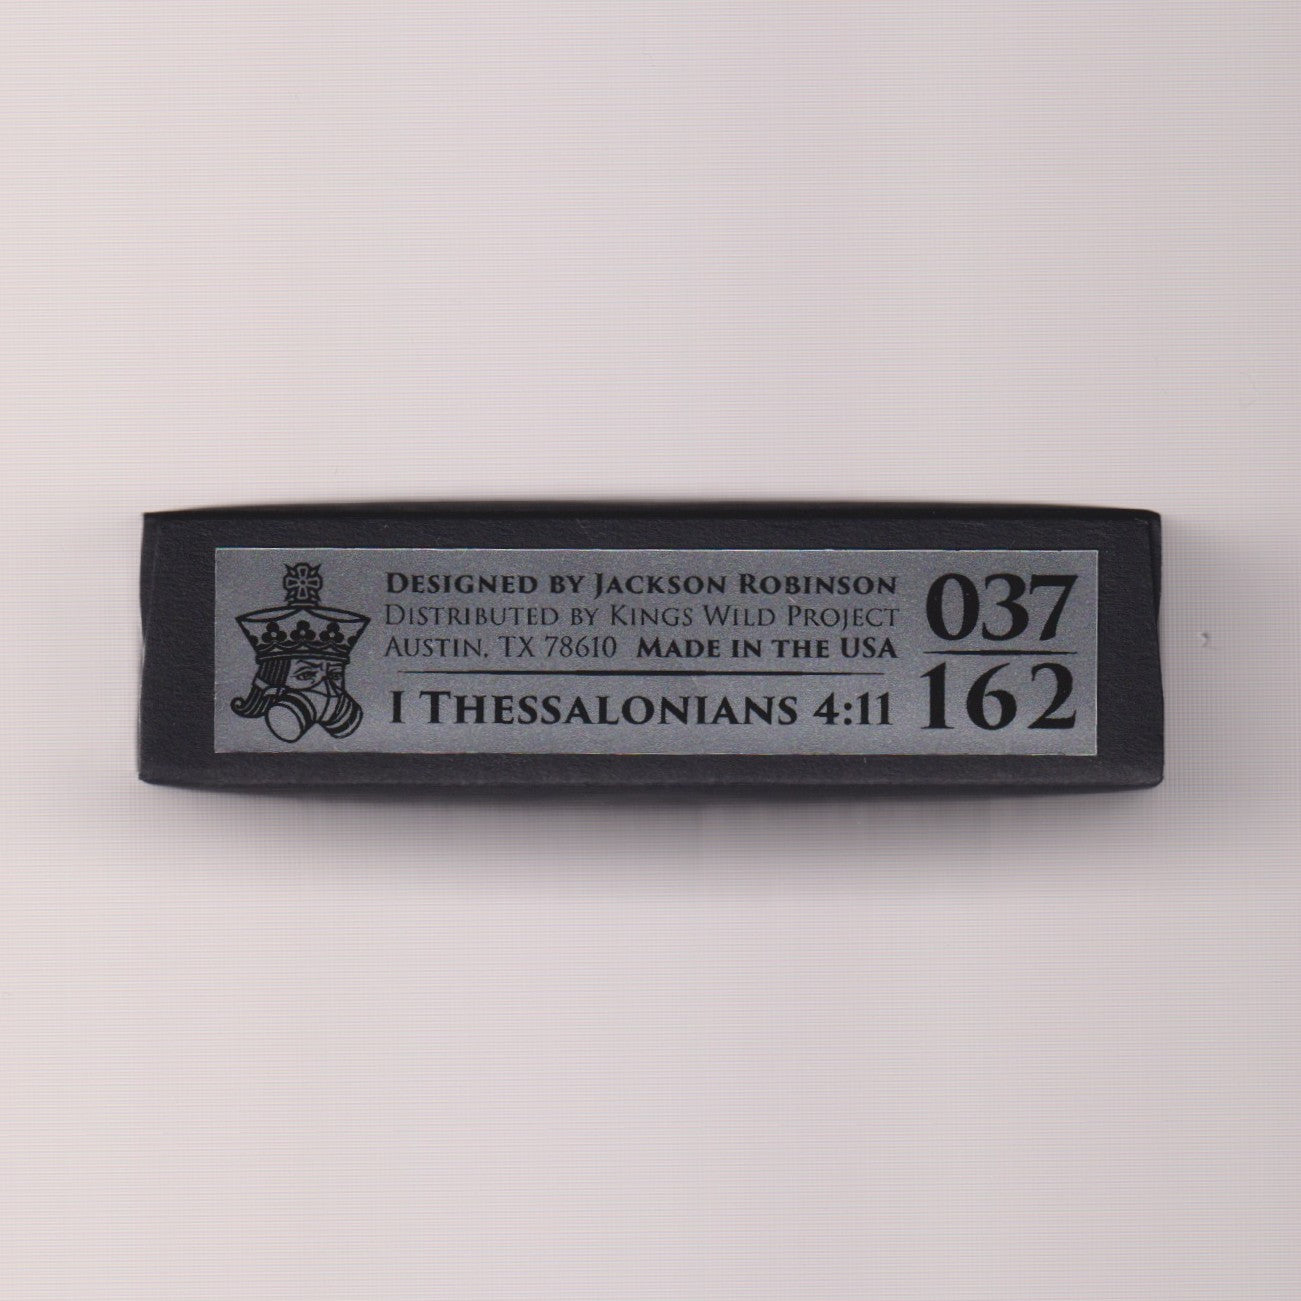 Designed by Jackson Robinson
Distributed by Kings Wild Project
Austin, TX 78610 Made in the USA
I Thessalonians 4:11
037
162